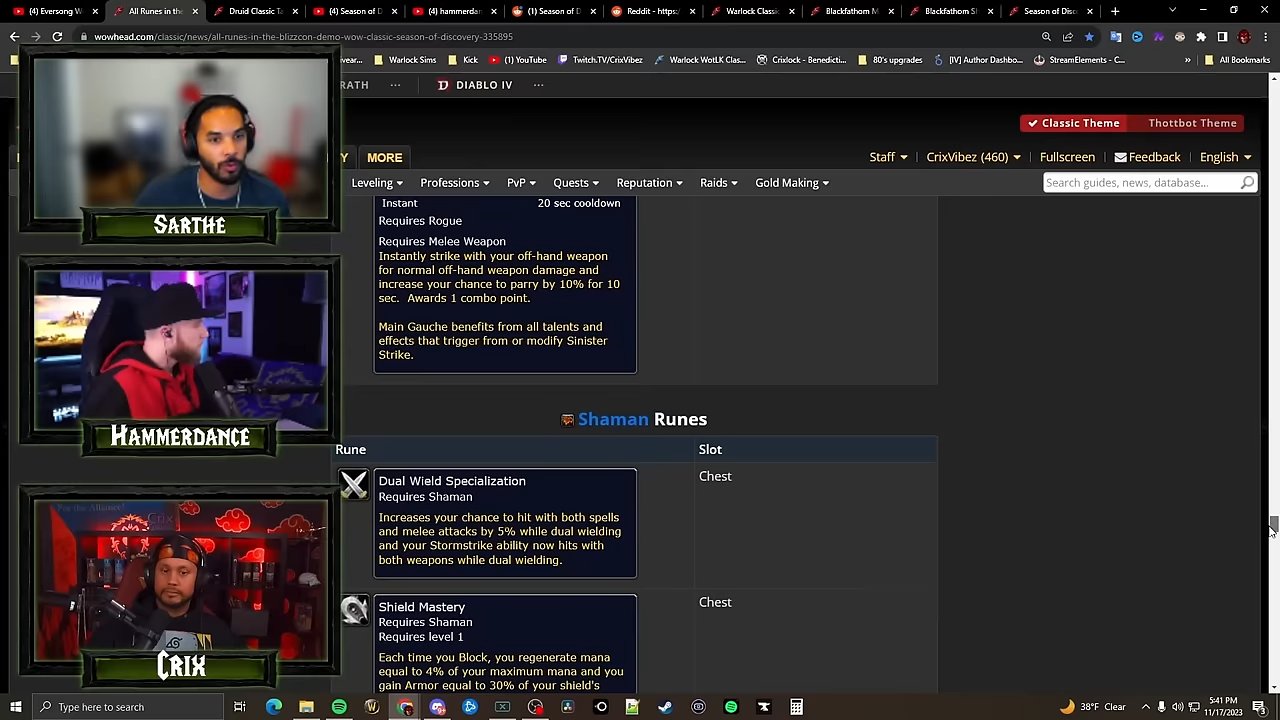 (4) Eversong W
All Runes in the
Druid Classic Ta
(4) Season of D
(4) hammerdan
(1) Season of D
Reddit - https:/
Warlock Classic
Blackfathom M
Blackfathom S
Season of Disc
wowhead.com/classic/news/all-runes-in-the-blizzcon-demo-wow-classic-season-of-discovery-335895
Warlock Sims
Kick
(1) YouTube
Twitch.TV/CrixVibez
Warlock WotLK Clas...
Crixlock - Benedicti...
80's upgrades
[IV] Author Dashbo...
StreamElements - C...
All Bookmarks
RATH
DIABLO IV
Classic Theme
Thottbot Theme
MORE
Staff
CrixVibez (460)
Fullscreen
Feedback
English
Leveling
Professions
PvP
Quests
Reputation
Raids
Gold Making
Search guides, news, database...
Instant 20 sec cooldown
Requires Rogue
Requires Melee Weapon
Instantly strike with your off-hand weapon
for normal off-hand weapon damage and
increase your chance to parry by 10% for 10
sec. Awards 1 combo point.
Main Gauche benefits from all talents and
effects that trigger from or modify Sinister
Strike.
Sarthe
Hammerdance
Crix
Shaman Runes
Rune Slot
Dual Wield Specialization
Chest
Requires Shaman
Increases your chance to hit with both spells
and melee attacks by 5% while dual wielding
and your Stormstrike ability now hits with
both weapons while dual wielding.
Shield Mastery
Chest
Requires Shaman
Requires level 1
Each time you Block, you regenerate mana
equal to 4% of your maximum mana and you
gain Armor equal to 30% of your shield's
Type here to search
38°F Clear
5:41 PM
11/17/2023